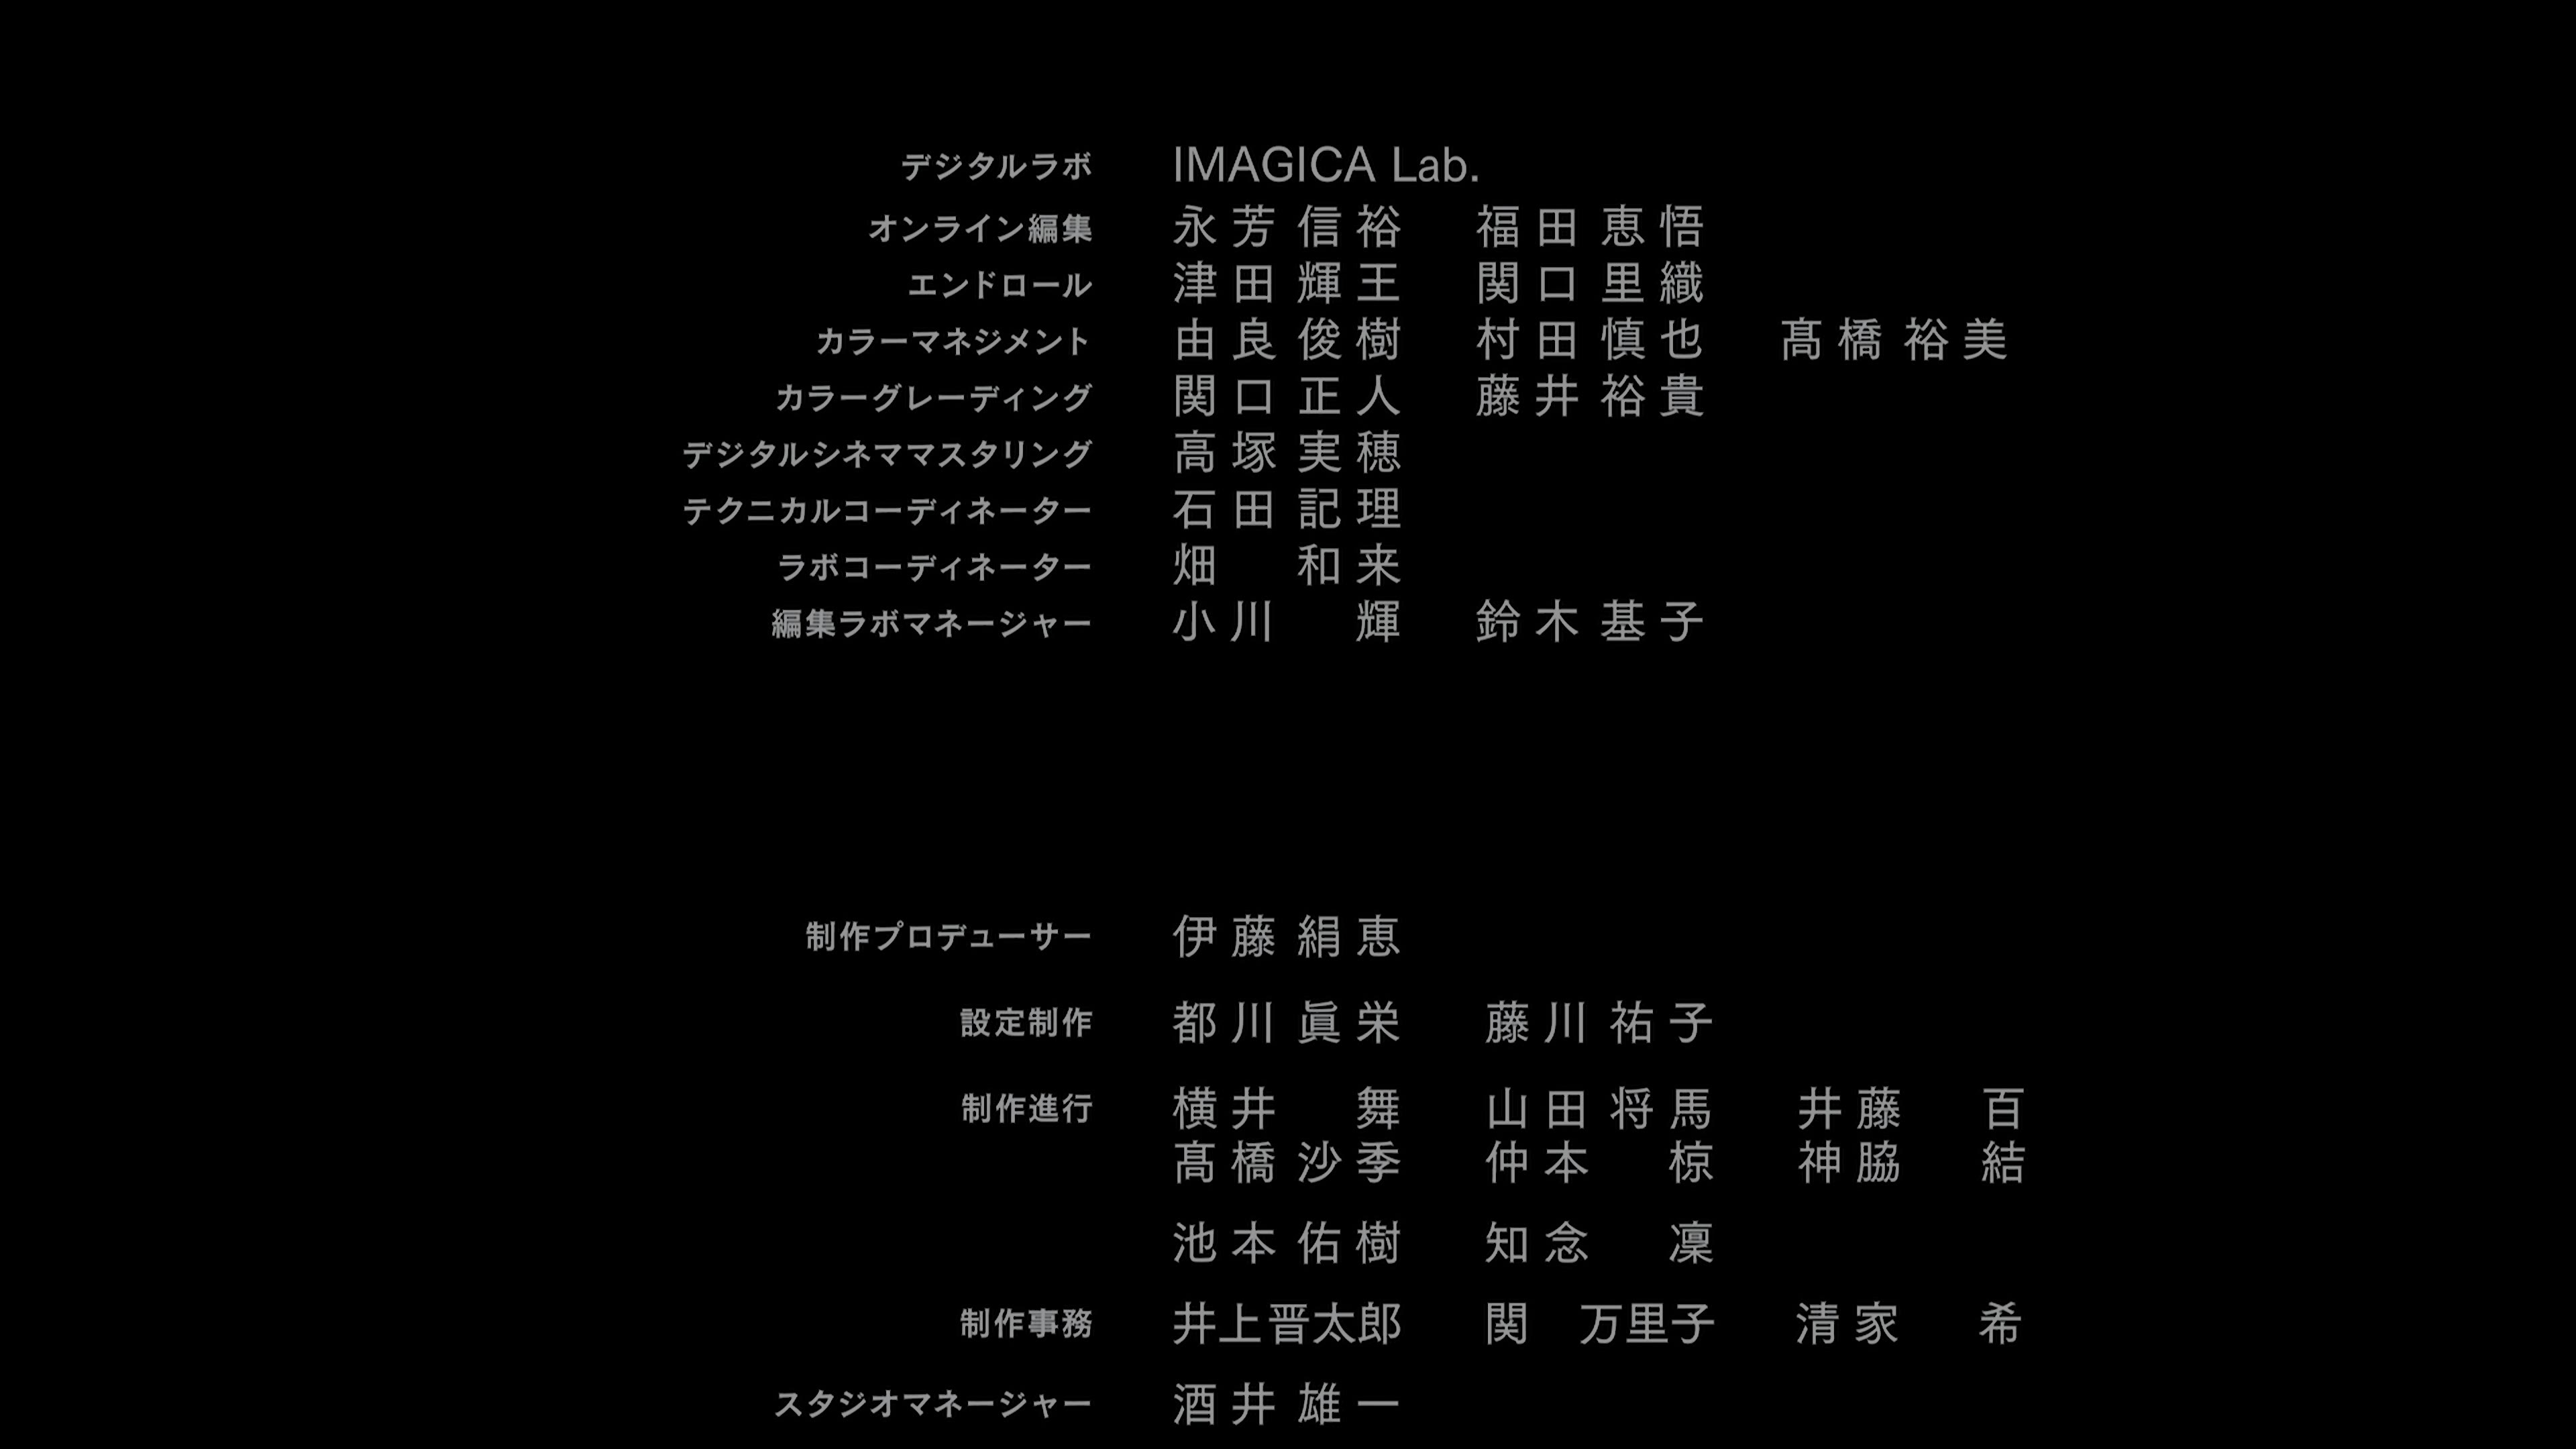 デジタルラボ IMAGICA Lab.
オンライン編集 永芳信裕 福田恵悟
エンドロール 津田輝王 関口里織
カラーマネジメント 由良俊樹 村田慎也 髙橋裕美
カラーグレーディング 関口正人 藤井裕貴
デジタルシネママスタリング 高塚実穂
テクニカルコーディネーター 石田記理
ラボコーディネーター 畑 和来
編集ラボマネージャー 小川 輝 鈴木基子
制作プロデューサー 伊藤絹恵
設定制作 都川眞栄 藤川祐子
制作進行 横井 舞 山田将馬 井藤 百
髙橋沙季 仲本 椋 神脇 結
池本佑樹 知念 凜
制作事務 井上晋太郎 関 万里子 清家 希
スタジオマネージャー 酒井雄一